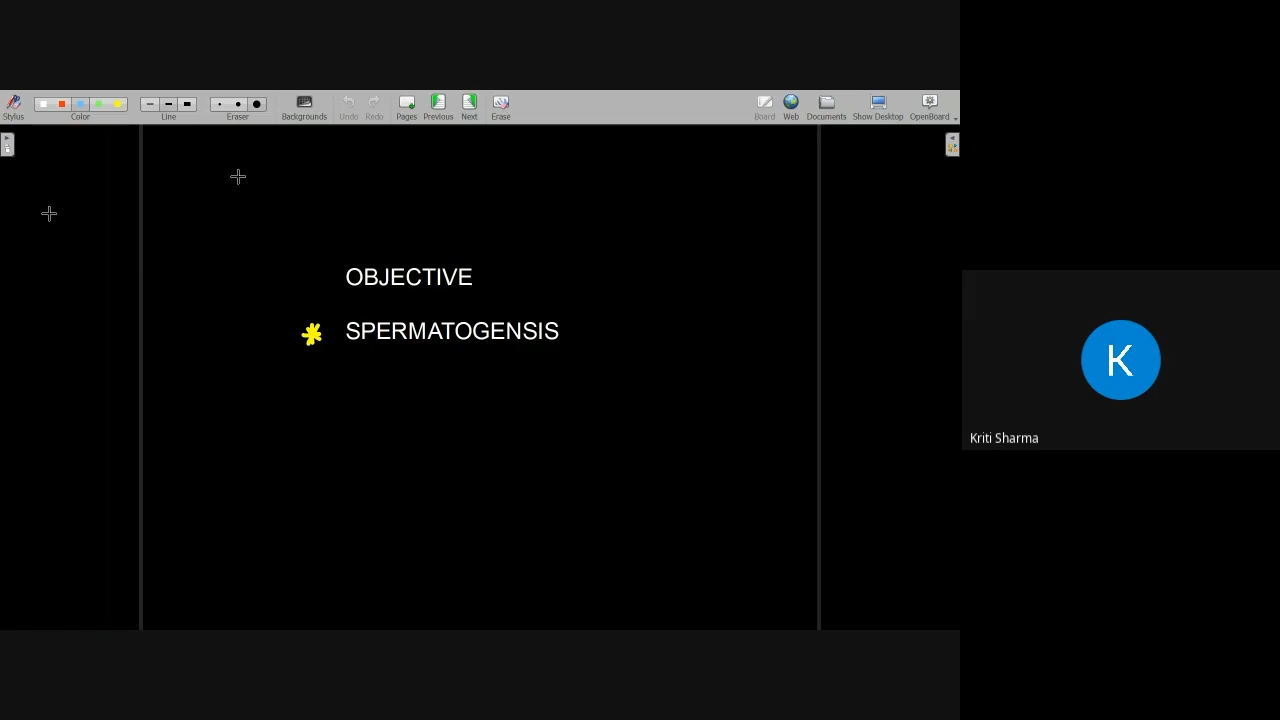 Stylus Color Line Eraser Backgrounds Undo Redo Pages Previous Next Erase Board Web Documents Show Desktop OpenBoard
OBJECTIVE
SPERMATOGENSIS
K
Kriti Sharma